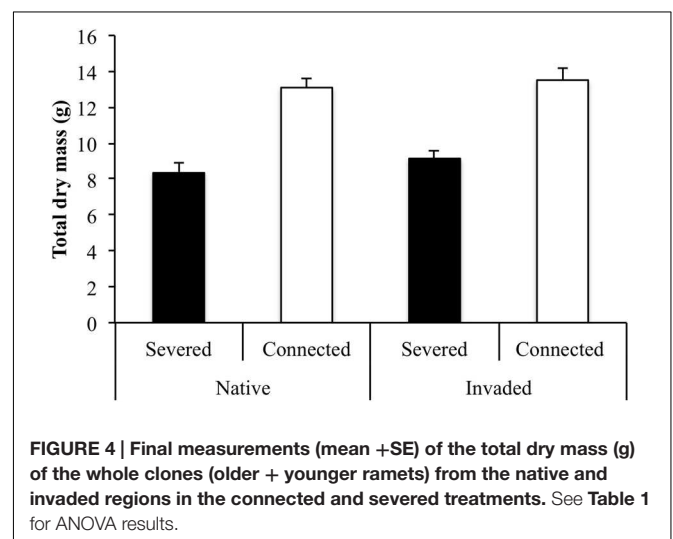 16
14
12
10
8
6
4
2
0
Total dry mass (g)
Severed Connected Severed Connected
Native Invaded
FIGURE 4 | Final measurements (mean +SE) of the total dry mass (g)
of the whole clones (older + younger ramets) from the native and
invaded regions in the connected and severed treatments. See Table 1
for ANOVA results.